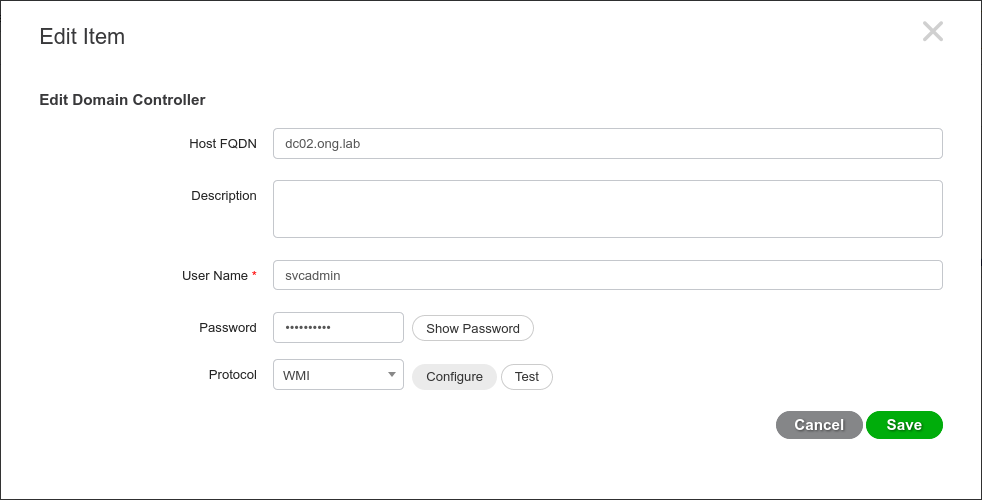 Edit Item
Edit Domain Controller
Host FQDN dc02.ong.lab
Description
User Name * svcadmin
Password •••••••••• Show Password
Protocol WMI Configure Test
Cancel Save